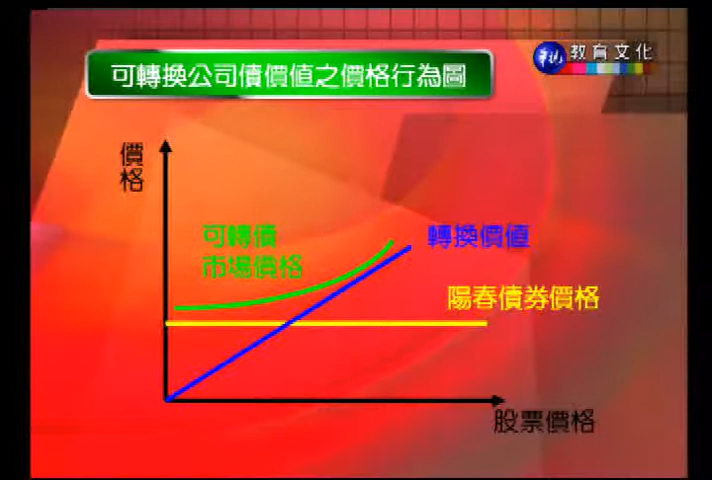 可轉換公司債價值之價格行為圖
華視 教育文化
價格
可轉債
市場價格
轉換價值
陽春債券價格
股票價格